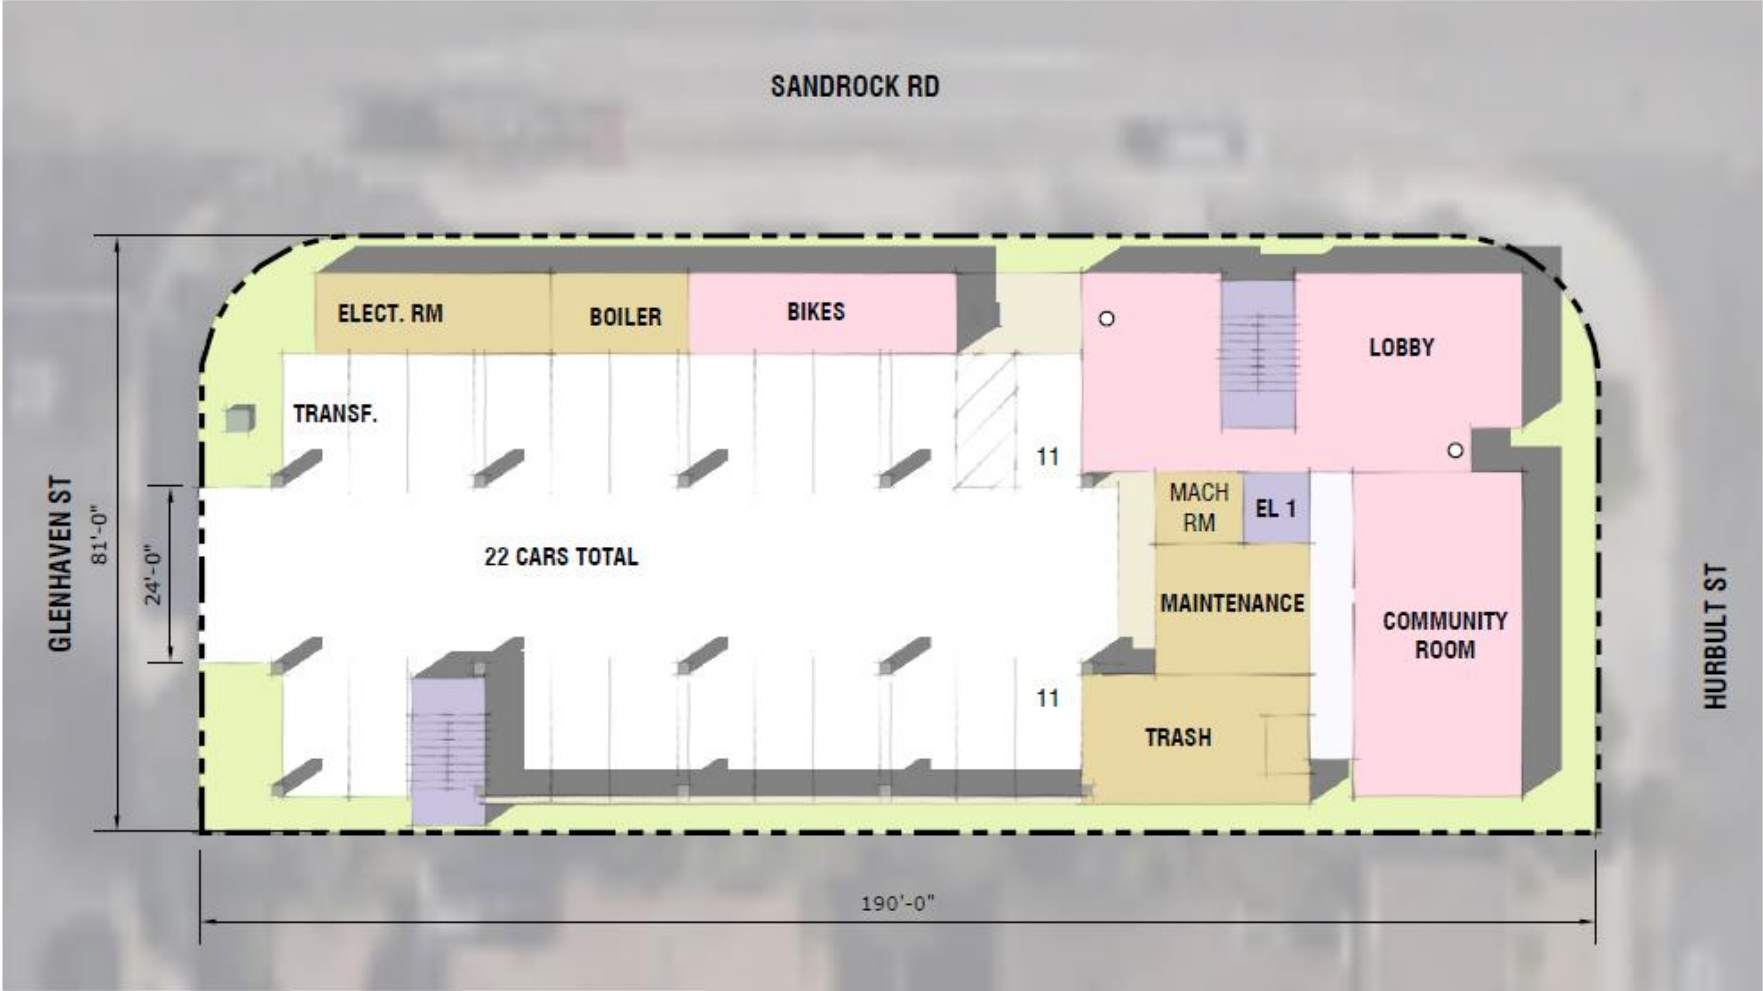 SANDROCK RD
ELECT. RM
BOILER
BIKES
LOBBY
TRANSF.
11
GLENHAVEN ST
81'-0"
24'-0"
22 CARS TOTAL
MACH
RM
EL 1
MAINTENANCE
COMMUNITY
ROOM
HURBULT ST
11
TRASH
190'-0"